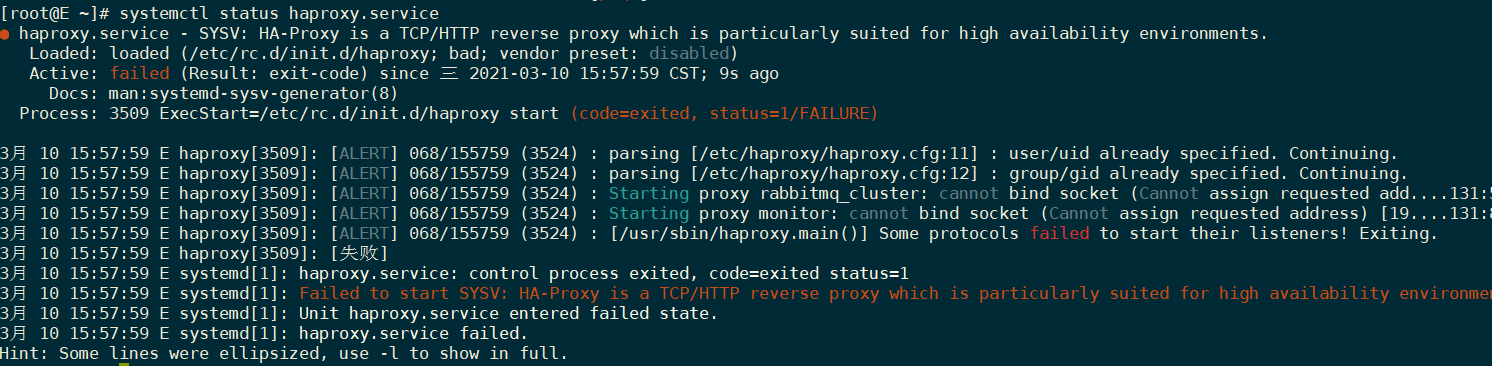 [root@E ~]# systemctl status haproxy.service
● haproxy.service - SYSV: HA-Proxy is a TCP/HTTP reverse proxy which is particularly suited for high availability environments.
Loaded: loaded (/etc/rc.d/init.d/haproxy; bad; vendor preset: disabled)
Active: failed (Result: exit-code) since 三 2021-03-10 15:57:59 CST; 9s ago
Docs: man:systemd-sysv-generator(8)
Process: 3509 ExecStart=/etc/rc.d/init.d/haproxy start (code=exited, status=1/FAILURE)
3月 10 15:57:59 E haproxy[3509]: [ALERT] 068/155759 (3524) : parsing [/etc/haproxy/haproxy.cfg:11] : user/uid already specified. Continuing.
3月 10 15:57:59 E haproxy[3509]: [ALERT] 068/155759 (3524) : parsing [/etc/haproxy/haproxy.cfg:12] : group/gid already specified. Continuing.
3月 10 15:57:59 E haproxy[3509]: [ALERT] 068/155759 (3524) : Starting proxy rabbitmq_cluster: cannot bind socket (Cannot assign requested add....131:5
3月 10 15:57:59 E haproxy[3509]: [ALERT] 068/155759 (3524) : Starting proxy monitor: cannot bind socket (Cannot assign requested address) [19....131:8
3月 10 15:57:59 E haproxy[3509]: [ALERT] 068/155759 (3524) : [/usr/sbin/haproxy.main()] Some protocols failed to start their listeners! Exiting.
3月 10 15:57:59 E haproxy[3509]: [失败]
3月 10 15:57:59 E systemd[1]: haproxy.service: control process exited, code=exited status=1
3月 10 15:57:59 E systemd[1]: Failed to start SYSV: HA-Proxy is a TCP/HTTP reverse proxy which is particularly suited for high availability environme
3月 10 15:57:59 E systemd[1]: Unit haproxy.service entered failed state.
3月 10 15:57:59 E systemd[1]: haproxy.service failed.
Hint: Some lines were ellipsized, use -l to show in full.